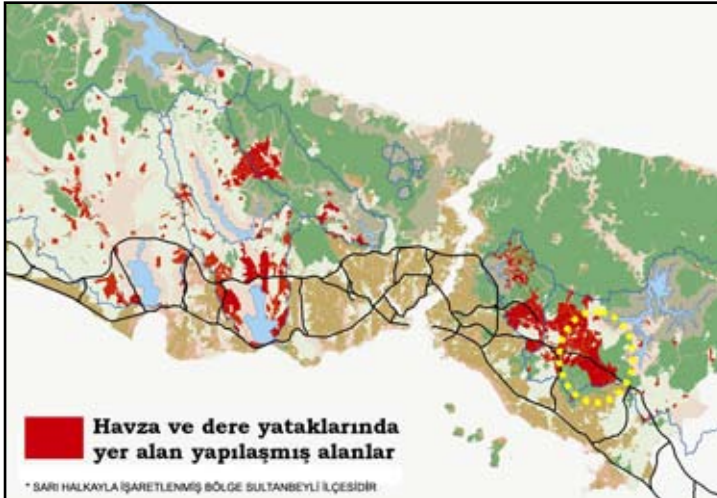 Havza ve dere yataklarında
yer alan yapılaşmış alanlar
* SARI HALKAYLA İŞARETLENMİŞ BÖLGE SULTANBEYLİ İLÇESİDİR